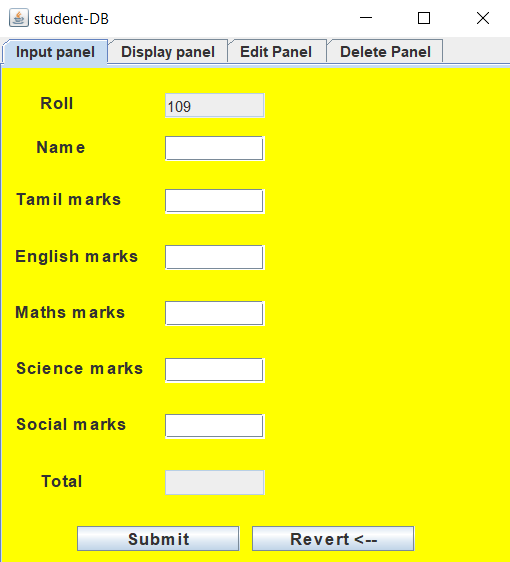 student-DB
Input panel Display panel Edit Panel Delete Panel
Roll 109
Name
Tamil marks
English marks
Maths marks
Science marks
Social marks
Total
Submit Revert <--